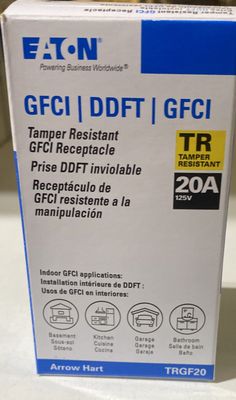 EATON
Powering Business Worldwide®
GFCI | DDFT | GFCI
Tamper Resistant
GFCI Receptacle
Prise DDFT inviolable
Receptáculo de
GFCI resistente a la
manipulación
TR
TAMPER
RESISTANT
20A
125V
Indoor GFCI applications:
Installation intérieure de DDFT :
Usos de GFCI en interiores:
Basement
Sous-sol
Sótano
Kitchen
Cuisine
Cocina
Garage
Garage
Garaje
Bathroom
Salle de bain
Baño
Arrow Hart
TRGF20